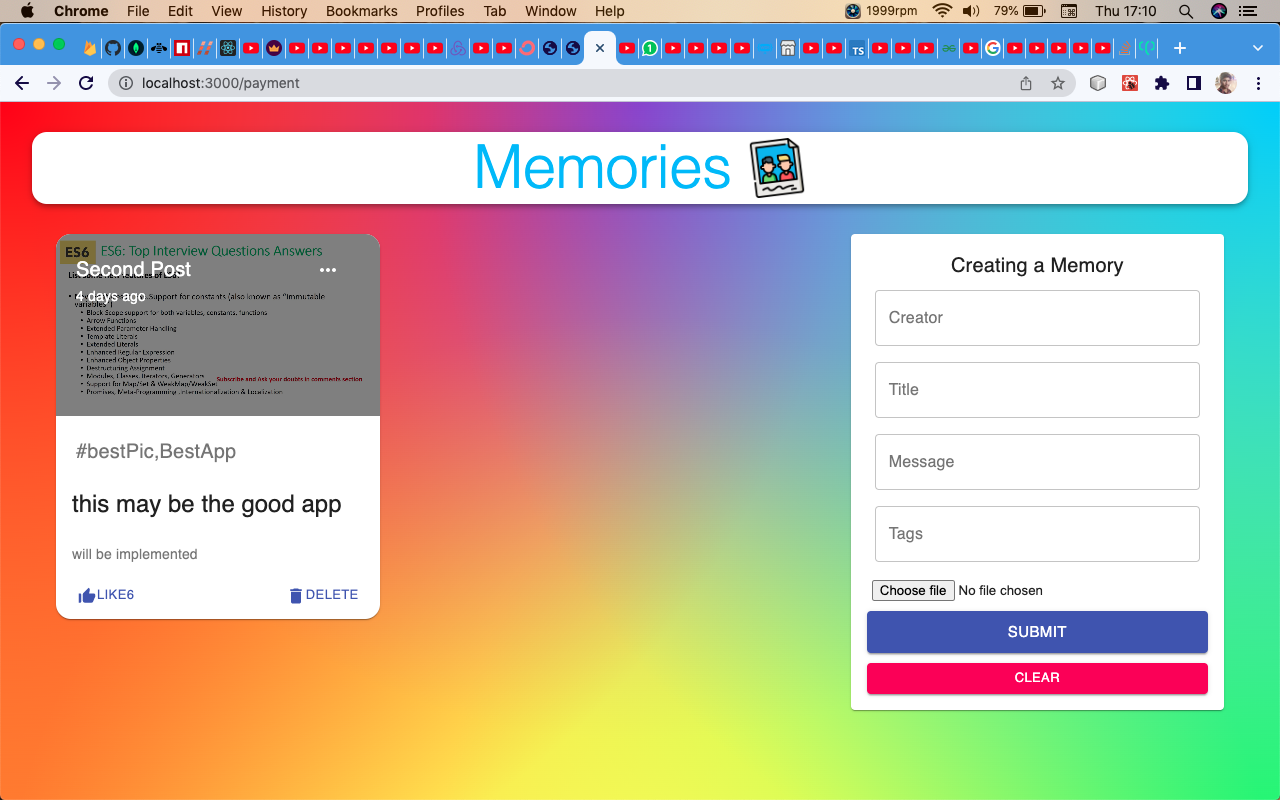 Chrome File Edit View History Bookmarks Profiles Tab Window Help 1999rpm 79% Thu 17:10
localhost:3000/payment
Memories
ES6 ES6: Top Interview Questions Answers
Second Post
4 days ago
Support for constants (also known as "Immutable
variables")
Block Scope support for both variables, constants, functions
Arrow Functions
Extended Parameter Handling
Template Literals
Extended Literals
Enhanced Regular Expression
Enhanced Object Properties
Destructuring Assignment
Modules, Classes, Iterators, Generators
Support for Map/Set & WeakMap/WeakSet
Subscribe and Ask your doubts in comments section
Promises, Meta-Programming, Internationalization & Localization
#bestPic,BestApp
this may be the good app
will be implemented
LIKE6 DELETE
Creating a Memory
Creator
Title
Message
Tags
Choose file No file chosen
SUBMIT
CLEAR